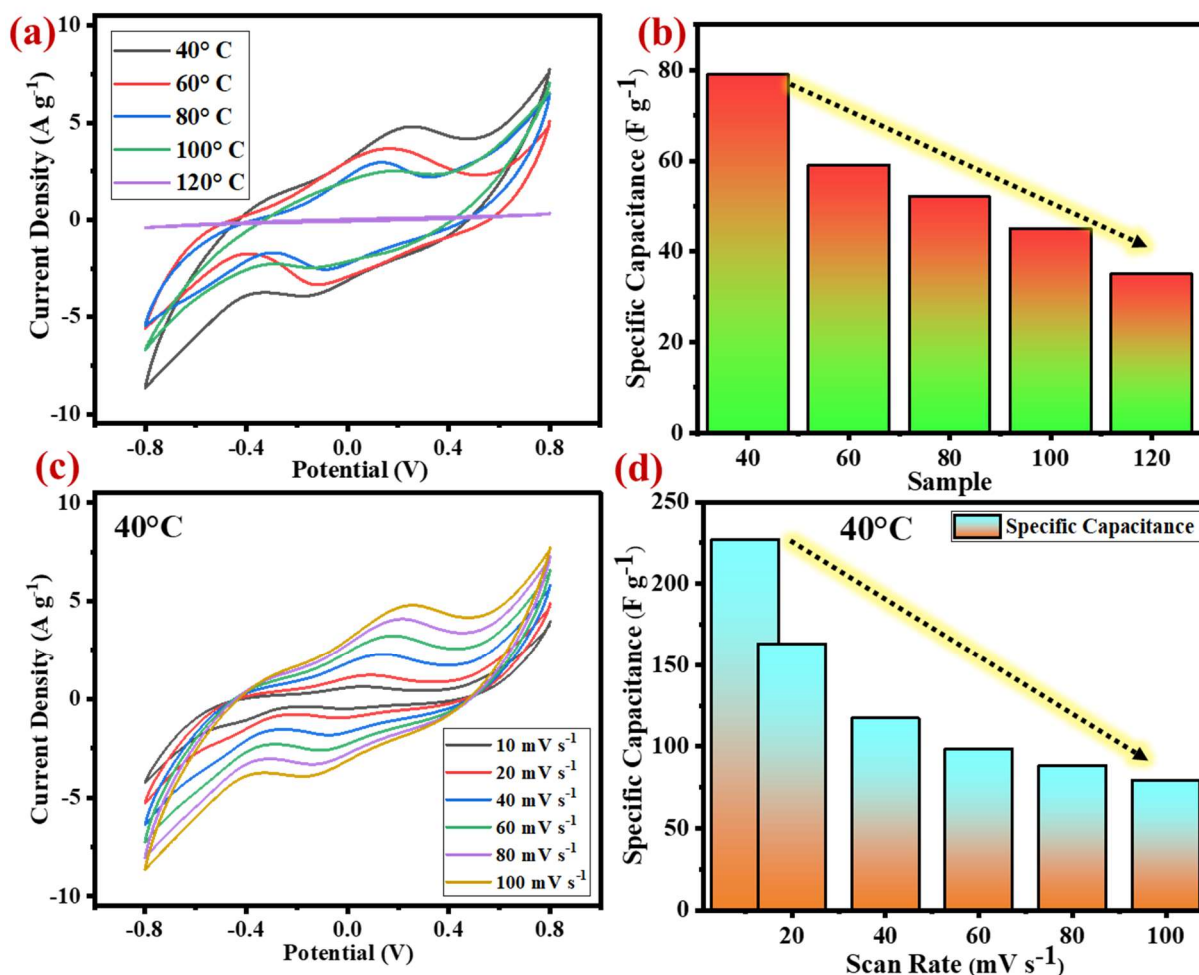 (a)
40° C
60° C
80° C
100° C
120° C
10
5
0
-5
-10
Current Density (A g⁻¹)
-0.8 -0.4 0.0 0.4 0.8
Potential (V)
(b)
80
60
40
20
0
Specific Capacitance (F g⁻¹)
40 60 80 100 120
Sample
(c)
40°C
10
5
0
-5
-10
Current Density (A g⁻¹)
10 mV s⁻¹
20 mV s⁻¹
40 mV s⁻¹
60 mV s⁻¹
80 mV s⁻¹
100 mV s⁻¹
-0.8 -0.4 0.0 0.4 0.8
Potential (V)
(d)
40°C
Specific Capacitance
250
200
150
100
50
0
Specific Capacitance (F g⁻¹)
20 40 60 80 100
Scan Rate (mV s⁻¹